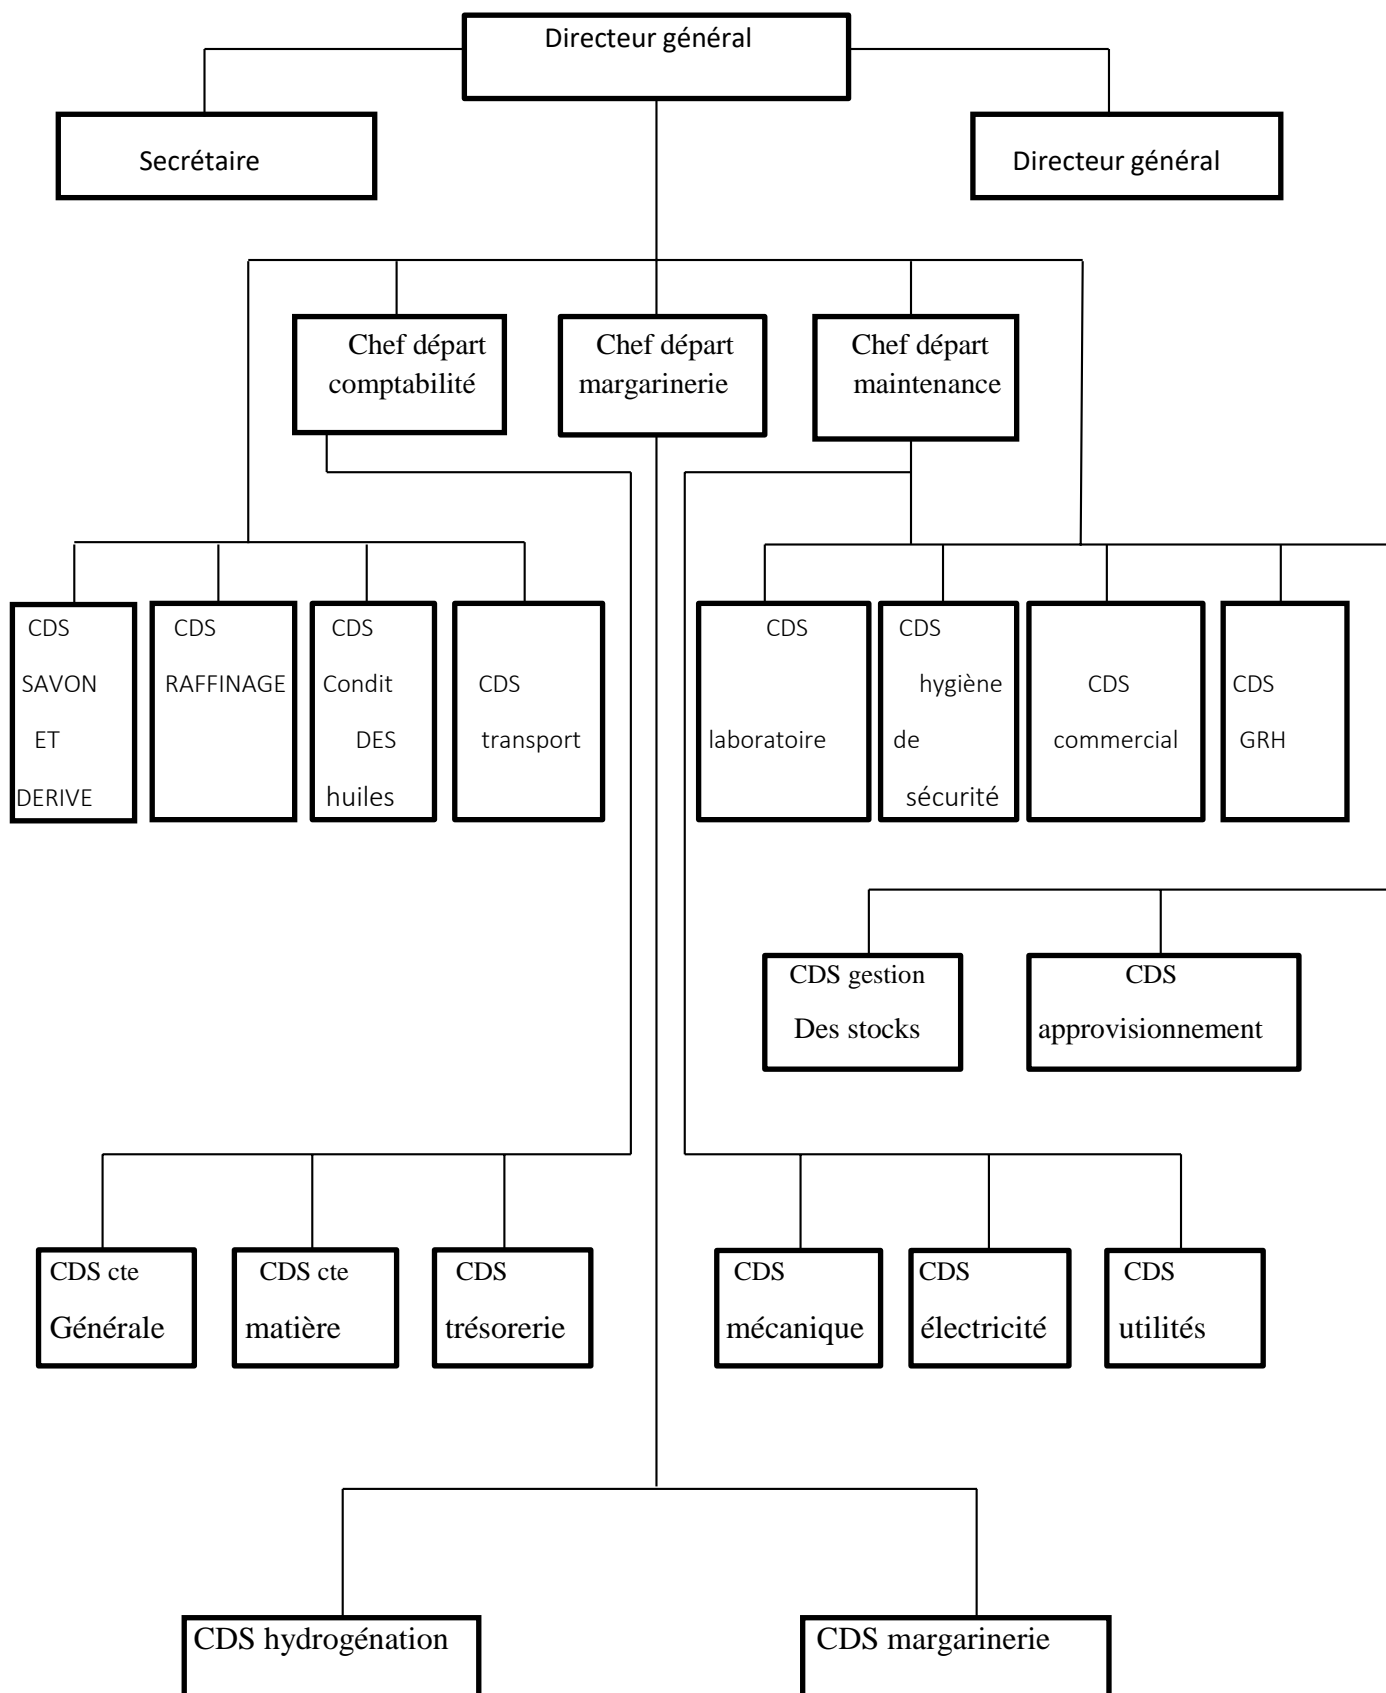 Directeur général
Secrétaire
Directeur général
Chef départ
comptabilité
Chef départ
margarinerie
Chef départ
maintenance
CDS
SAVON
ET
DERIVE
CDS
RAFFINAGE
CDS
Condit
DES
huiles
CDS
transport
CDS
laboratoire
CDS
hygiène
de
sécurité
CDS
commercial
CDS
GRH
CDS gestion
Des stocks
CDS
approvisionnement
CDS cte
Générale
CDS cte
matière
CDS
trésorerie
CDS
mécanique
CDS
électricité
CDS
utilités
CDS hydrogénation
CDS margarinerie